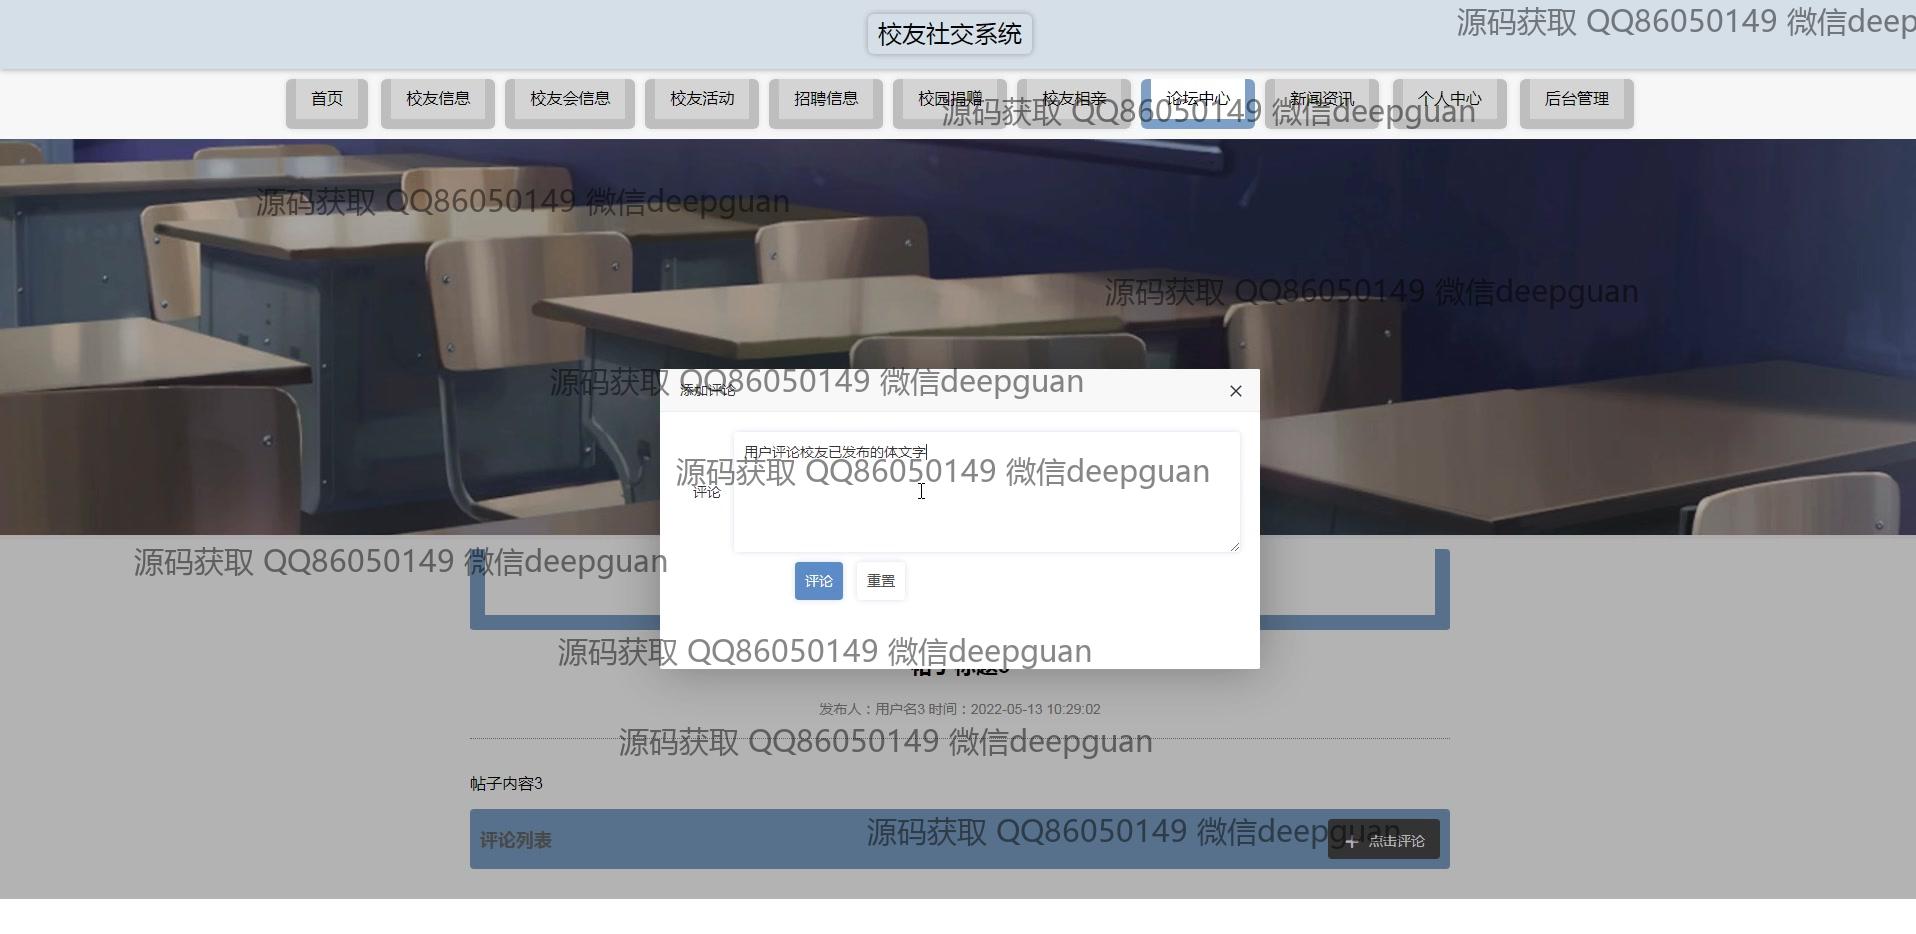 校友社交系统
源码获取 QQ86050149 微信deep
首页 校友信息 校友会信息 校友活动 招聘信息 校园捐赠 校友相亲 论坛中心 新闻资讯 个人中心 后台管理
源码获取 QQ86050149 微信deepguan
源码获取 QQ86050149 微信deepguan
源码获取 QQ86050149 微信deepguan
源码获取 QQ86050149 微信deepguan
添加评论
用户评论校友已发布的体文字
源码获取 QQ86050149 微信deepguan
评论
源码获取 QQ86050149 微信deepguan
评论 重置
源码获取 QQ86050149 微信deepguan
帖子标题3
发布人：用户名3 时间：2022-05-13 10:29:02
源码获取 QQ86050149 微信deepguan
帖子内容3
源码获取 QQ86050149 微信deepguan
评论列表
点击评论